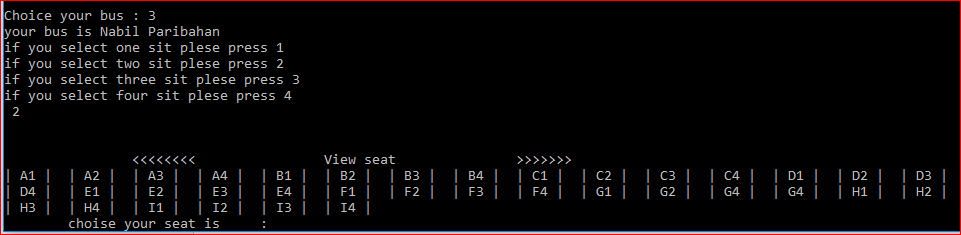 Choice your bus : 3
your bus is Nabil Paribahan
if you select one sit plese press 1
if you select two sit plese press 2
if you select three sit plese press 3
if you select four sit plese press 4
2
<<<<<<<< View seat >>>>>>>
| A1 | | A2 | | A3 | | A4 | | B1 | | B2 | | B3 | | B4 | | C1 | | C2 | | C3 | | C4 | | D1 | | D2 | | D3 |
| D4 | | E1 | | E2 | | E3 | | E4 | | F1 | | F2 | | F3 | | F4 | | G1 | | G2 | | G4 | | G4 | | H1 | | H2 |
| H3 | | H4 | | I1 | | I2 | | I3 | | I4 |
choise your seat is :